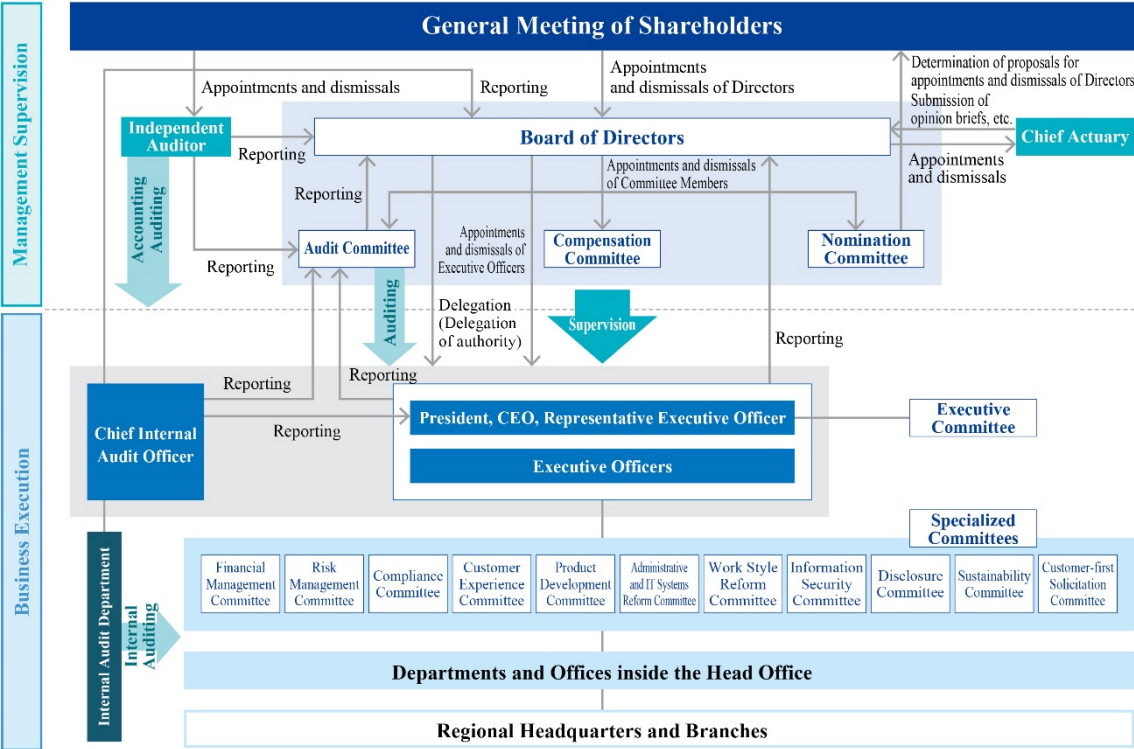 General Meeting of Shareholders
Management Supervision
Appointments and dismissals
Reporting
Appointments
and dismissals of Directors
Determination of proposals for
appointments and dismissals of Directors
Submission of
opinion briefs, etc.
Independent
Auditor
Reporting
Board of Directors
Chief Actuary
Appointments
and dismissals
Accounting
Auditing
Reporting
Appointments and dismissals
of Committee Members
Reporting
Audit Committee
Appointments
and dismissals of
Executive Officers
Compensation
Committee
Nomination
Committee
Auditing
Delegation
(Delegation
of authority)
Supervision
Reporting
Business Execution
Reporting
Reporting
Chief Internal
Audit Officer
Reporting
President, CEO, Representative Executive Officer
Executive Officers
Executive
Committee
Specialized
Committees
Internal Audit Department
Internal
Auditing
Financial
Management
Committee
Risk
Management
Committee
Compliance
Committee
Customer
Experience
Committee
Product
Development
Committee
Administrative
and IT Systems
Reform Committee
Work Style
Reform
Committee
Information
Security
Committee
Disclosure
Committee
Sustainability
Committee
Customer-first
Solicitation
Committee
Departments and Offices inside the Head Office
Regional Headquarters and Branches